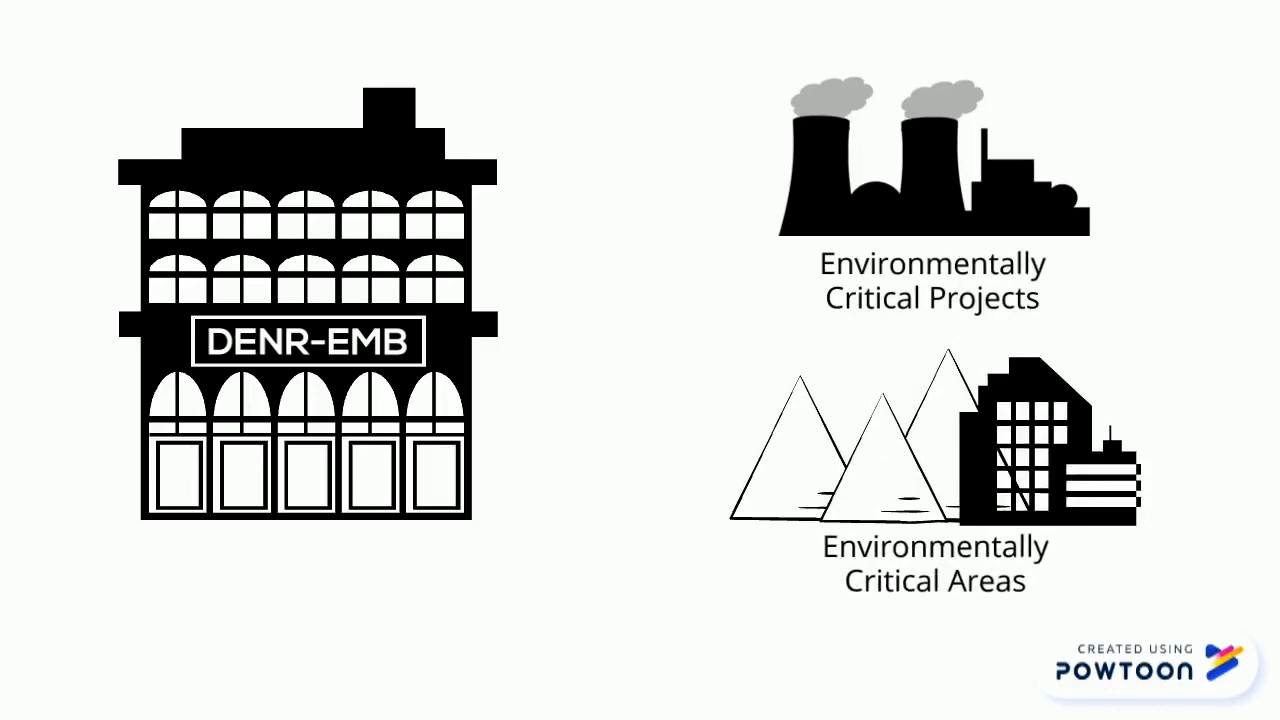 DENR-EMB
Environmentally
Critical Projects
Environmentally
Critical Areas
CREATED USING
POWTOON